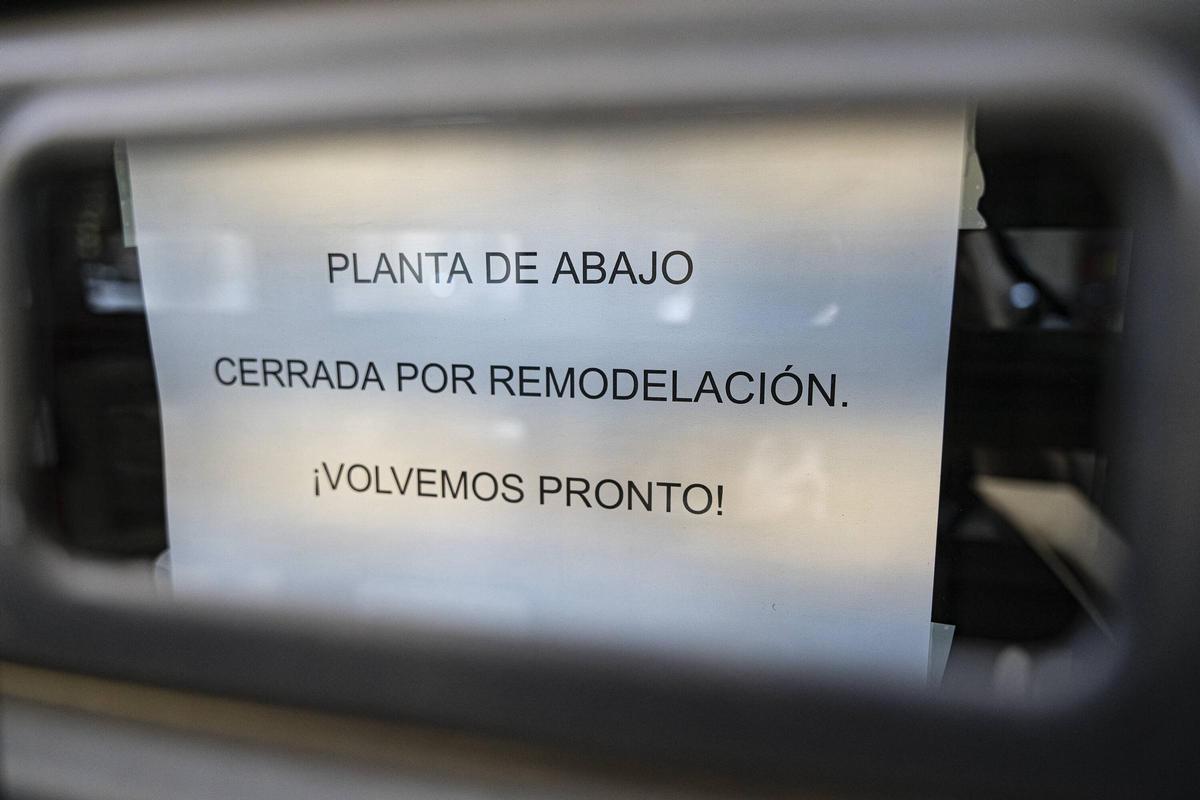 PLANTA DE ABAJO
CERRADA POR REMODELACIÓN.
¡VOLVEMOS PRONTO!